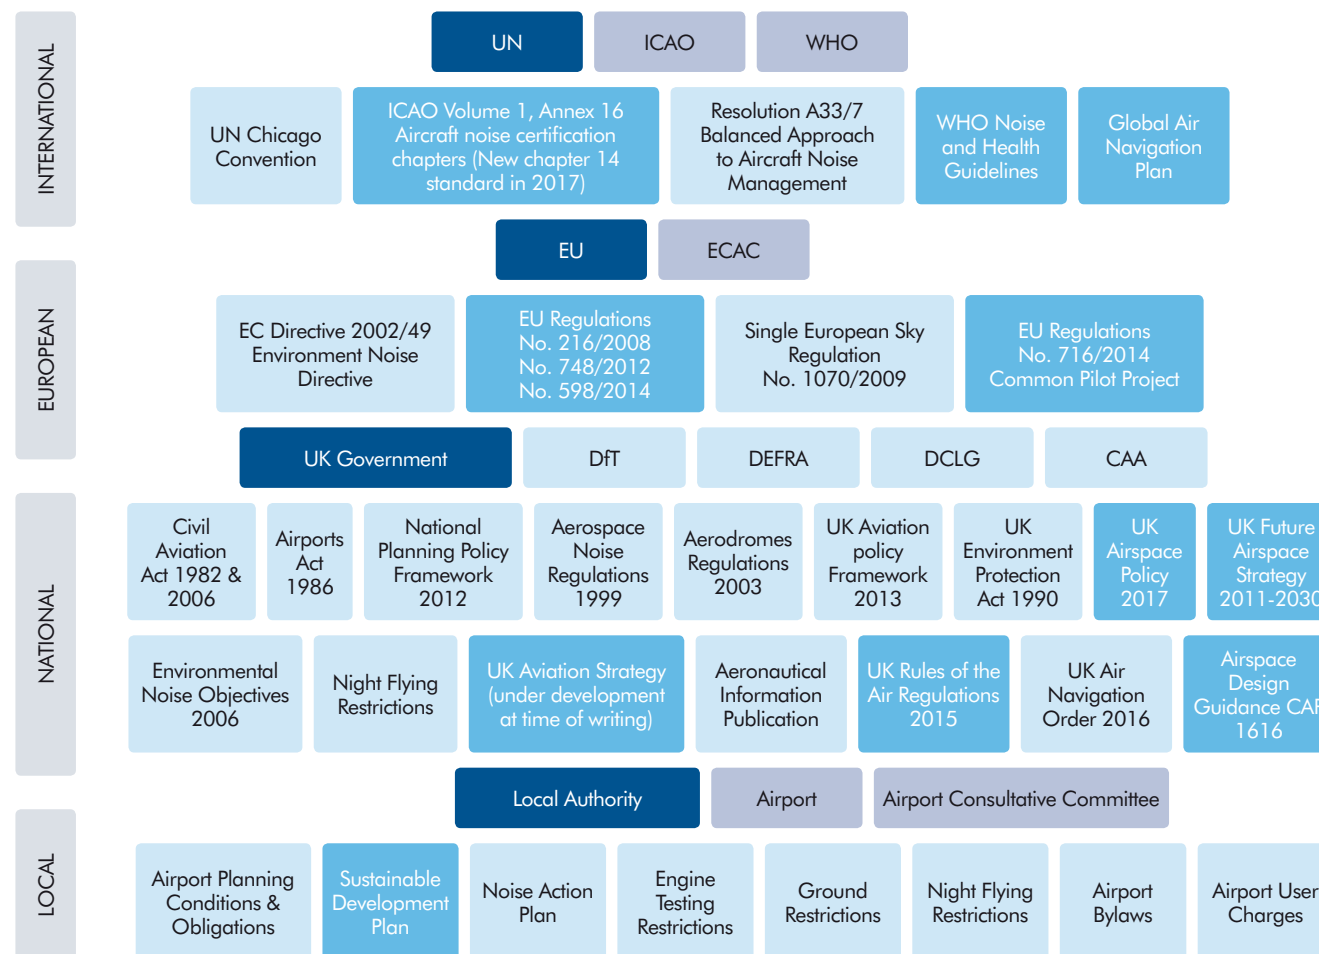 INTERNATIONAL
UN
ICAO
WHO
UN Chicago
Convention
ICAO Volume 1, Annex 16
Aircraft noise certification
chapters (New chapter 14
standard in 2017)
Resolution A33/7
Balanced Approach
to Aircraft Noise
Management
WHO Noise
and Health
Guidelines
Global Air
Navigation
Plan
EUROPEAN
EU
ECAC
EC Directive 2002/49
Environment Noise
Directive
EU Regulations
No. 216/2008
No. 748/2012
No. 598/2014
Single European Sky
Regulation
No. 1070/2009
EU Regulations
No. 716/2014
Common Pilot Project
NATIONAL
UK Government
DfT
DEFRA
DCLG
CAA
Civil
Aviation
Act 1982 &
2006
Airports
Act
1986
National
Planning Policy
Framework
2012
Aerospace
Noise
Regulations
1999
Aerodromes
Regulations
2003
UK Aviation
policy
Framework
2013
UK
Environment
Protection
Act 1990
UK
Airspace
Policy
2017
UK Future
Airspace
Strategy
2011-2030
Environmental
Noise Objectives
2006
Night Flying
Restrictions
UK Aviation Strategy
(under development
at time of writing)
Aeronautical
Information
Publication
UK Rules of the
Air Regulations
2015
UK Air
Navigation
Order 2016
Airspace
Design
Guidance CAP
1616
LOCAL
Local Authority
Airport
Airport Consultative Committee
Airport Planning
Conditions &
Obligations
Sustainable
Development
Plan
Noise Action
Plan
Engine
Testing
Restrictions
Ground
Restrictions
Night Flying
Restrictions
Airport
Bylaws
Airport User
Charges